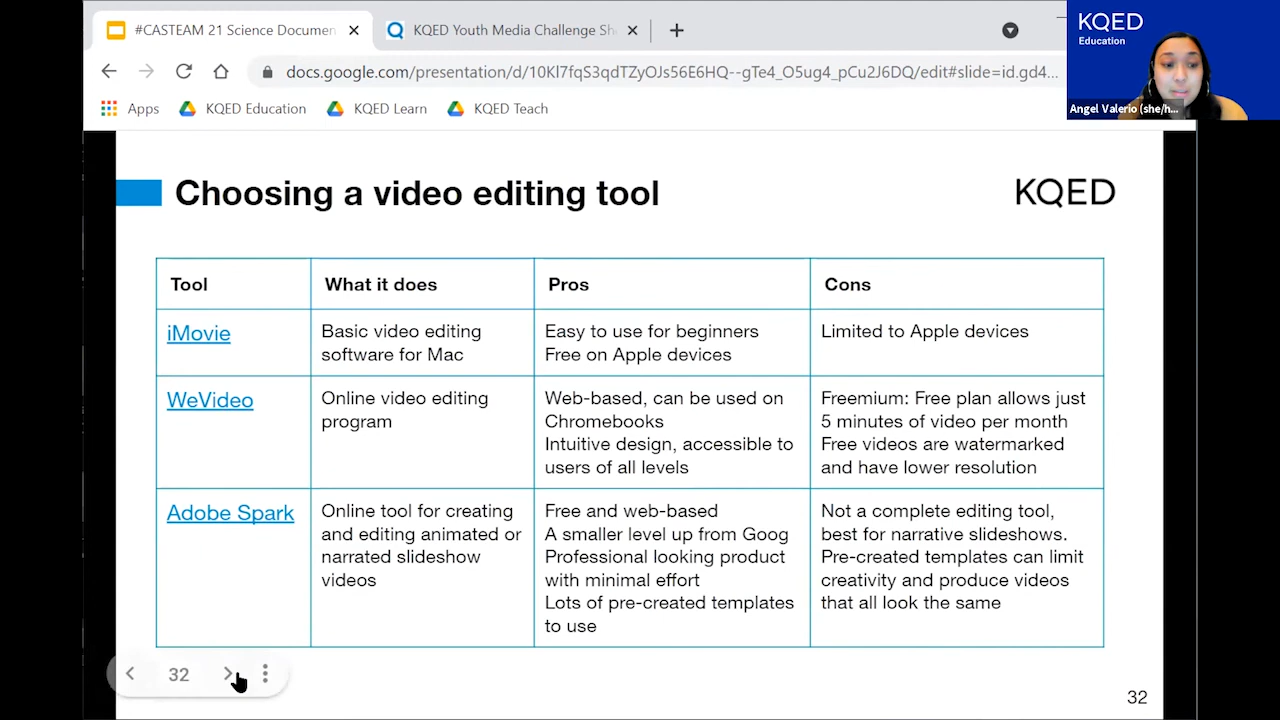 #CASTEAM 21 Science Documen
KQED Youth Media Challenge Sh
docs.google.com/presentation/d/10Kl7fqS3qdTZyOJs56E6HQ--gTe4_O5ug4_pCu2J6DQ/edit#slide=id.gd4...
Apps
KQED Education
KQED Learn
KQED Teach
KQED
Education
Angel Valerio (she/h...
Choosing a video editing tool
KQED
Tool
What it does
Pros
Cons
iMovie
Basic video editing
software for Mac
Easy to use for beginners
Free on Apple devices
Limited to Apple devices
WeVideo
Online video editing
program
Web-based, can be used on
Chromebooks
Intuitive design, accessible to
users of all levels
Freemium: Free plan allows just
5 minutes of video per month
Free videos are watermarked
and have lower resolution
Adobe Spark
Online tool for creating
and editing animated or
narrated slideshow
videos
Free and web-based
A smaller level up from Goog
Professional looking product
with minimal effort
Lots of pre-created templates
to use
Not a complete editing tool,
best for narrative slideshows.
Pre-created templates can limit
creativity and produce videos
that all look the same
32
32